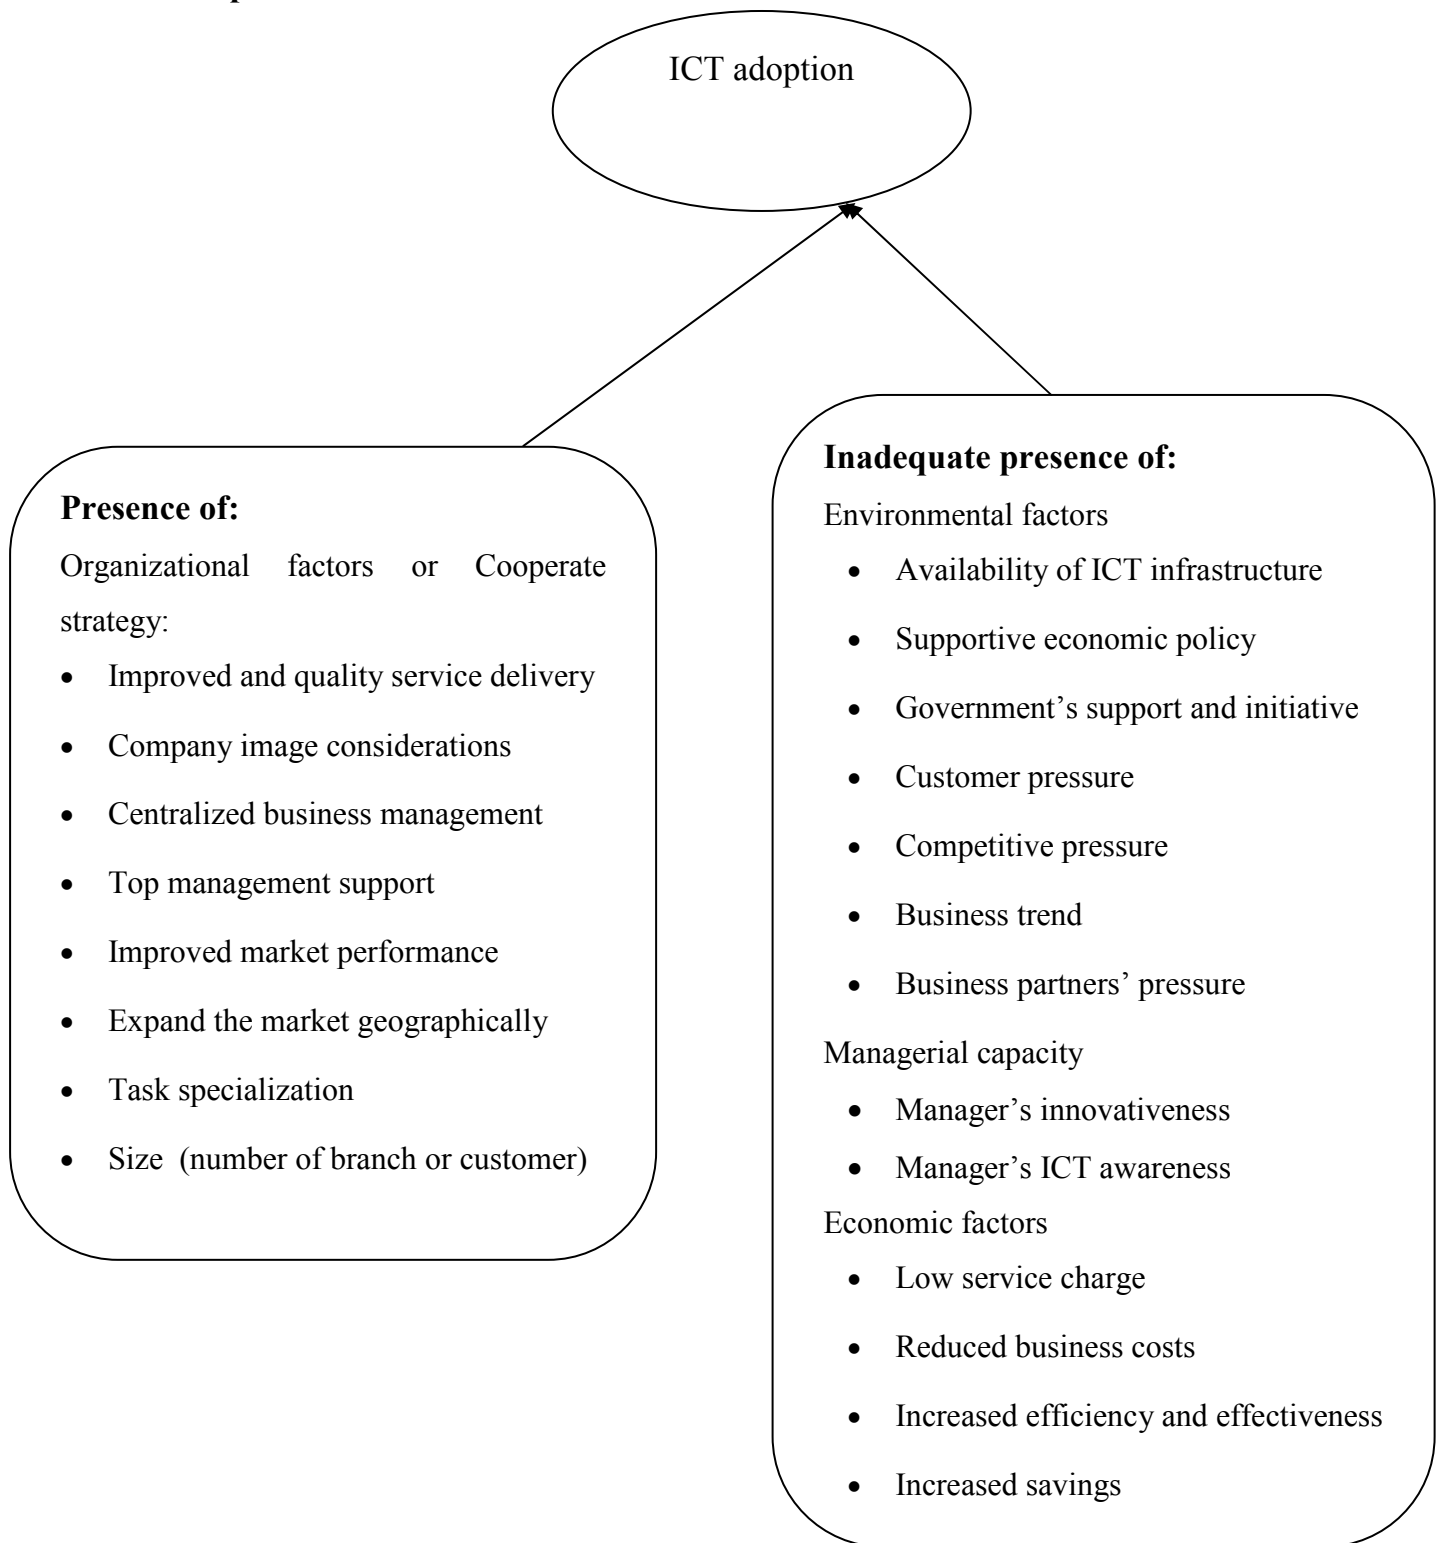 ICT adoption
Presence of:
Organizational factors or Cooperate
strategy:
• Improved and quality service delivery
• Company image considerations
• Centralized business management
• Top management support
• Improved market performance
• Expand the market geographically
• Task specialization
• Size (number of branch or customer)
Inadequate presence of:
Environmental factors
• Availability of ICT infrastructure
• Supportive economic policy
• Government’s support and initiative
• Customer pressure
• Competitive pressure
• Business trend
• Business partners’ pressure
Managerial capacity
• Manager’s innovativeness
• Manager’s ICT awareness
Economic factors
• Low service charge
• Reduced business costs
• Increased efficiency and effectiveness
• Increased savings